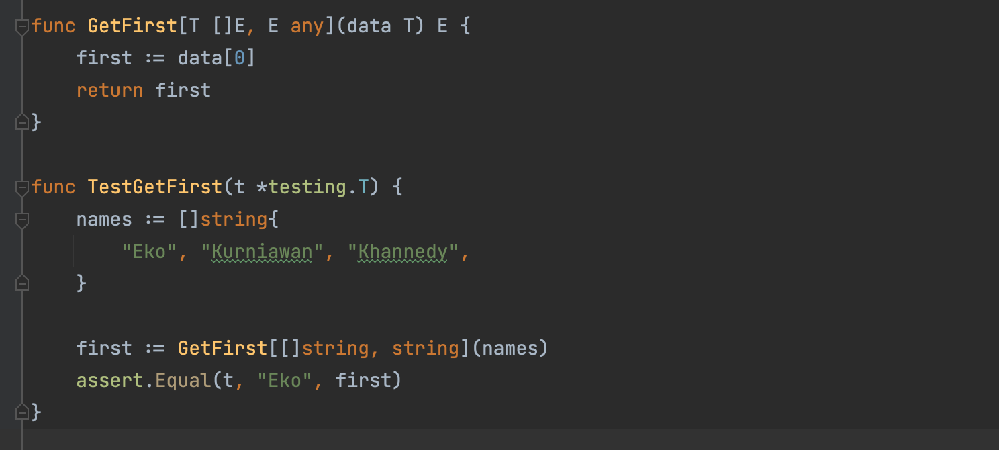 func GetFirst[T []E, E any](data T) E {
    first := data[0]
    return first
}

func TestGetFirst(t *testing.T) {
    names := []string{
        "Eko", "Kurniawan", "Khannedy",
    }

    first := GetFirst[[]string, string](names)
    assert.Equal(t, "Eko", first)
}